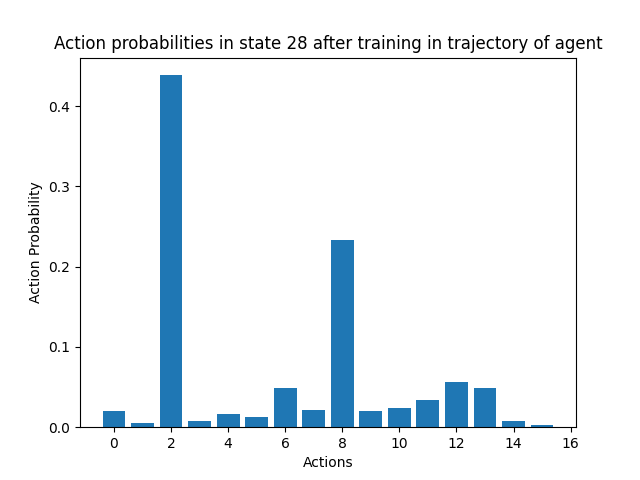 Action probabilities in state 28 after training in trajectory of agent
0.4
0.3
0.2
0.1
0.0
Action Probability
0 2 4 6 8 10 12 14 16
Actions